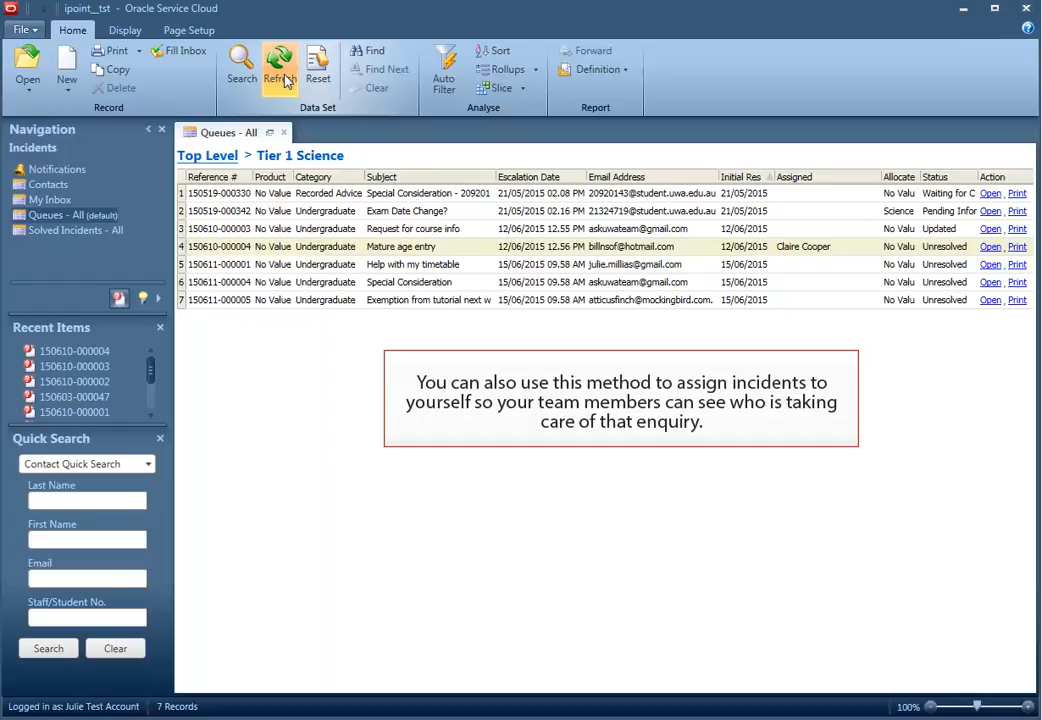 ipoint_tst - Oracle Service Cloud
File Home Display Page Setup
Open New Print Copy Delete Fill Inbox Search Refresh Reset Find Find Next Clear Auto Filter Sort Rollups Slice Forward Definition
Record Data Set Analyse Report
Navigation
Incidents
Notifications
Contacts
My Inbox
Queues - All (default)
Solved Incidents - All
Recent Items
150610-000004
150610-000003
150610-000002
150603-000047
150610-000001
Quick Search
Contact Quick Search
Last Name
First Name
Email
Staff/Student No.
Search Clear
Queues - All
Top Level > Tier 1 Science
Reference # Product Category Subject Escalation Date Email Address Initial Res Assigned Allocate Status Action
1 150519-000330 No Value Recorded Advice Special Consideration - 209201 21/05/2015 02.08 PM 20920143@student.uwa.edu.au 21/05/2015 No Valu Waiting for C Open , Print
2 150519-000342 No Value Undergraduate Exam Date Change? 21/05/2015 02.16 PM 21324719@student.uwa.edu.au 21/05/2015 Science Pending Infor Open , Print
3 150610-000003 No Value Undergraduate Request for course info 12/06/2015 12.55 PM askuwateam@gmail.com 12/06/2015 No Valu Updated Open , Print
4 150610-000004 No Value Undergraduate Mature age entry 12/06/2015 12.56 PM billnsof@hotmail.com 12/06/2015 Claire Cooper No Valu Unresolved Open , Print
5 150611-000001 No Value Undergraduate Help with my timetable 15/06/2015 09.58 AM julie.millias@gmail.com 15/06/2015 No Valu Unresolved Open , Print
6 150611-000004 No Value Undergraduate Special Consideration 15/06/2015 09.58 AM askuwateam@gmail.com 15/06/2015 No Valu Unresolved Open , Print
7 150611-000005 No Value Undergraduate Exemption from tutorial next w 15/06/2015 09.58 AM atticusfinch@mockingbird.com. 15/06/2015 No Valu Unresolved Open , Print
You can also use this method to assign incidents to
yourself so your team members can see who is taking
care of that enquiry.
Logged in as: Julie Test Account 7 Records 100%